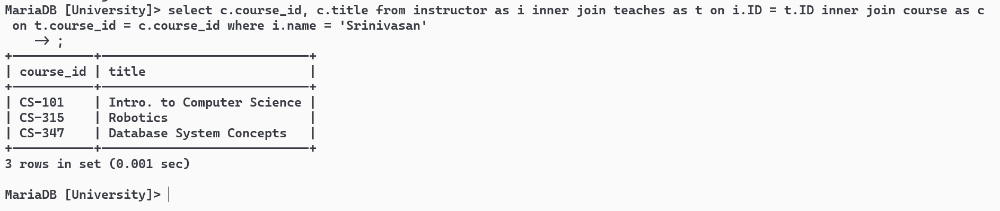 MariaDB [University]> select c.course_id, c.title from instructor as i inner join teaches as t on i.ID = t.ID inner join course as c
 on t.course_id = c.course_id where i.name = 'Srinivasan'
    -> ;
+-----------+----------------------------+
| course_id | title                      |
+-----------+----------------------------+
| CS-101    | Intro. to Computer Science |
| CS-315    | Robotics                   |
| CS-347    | Database System Concepts   |
+-----------+----------------------------+
3 rows in set (0.001 sec)
MariaDB [University]>